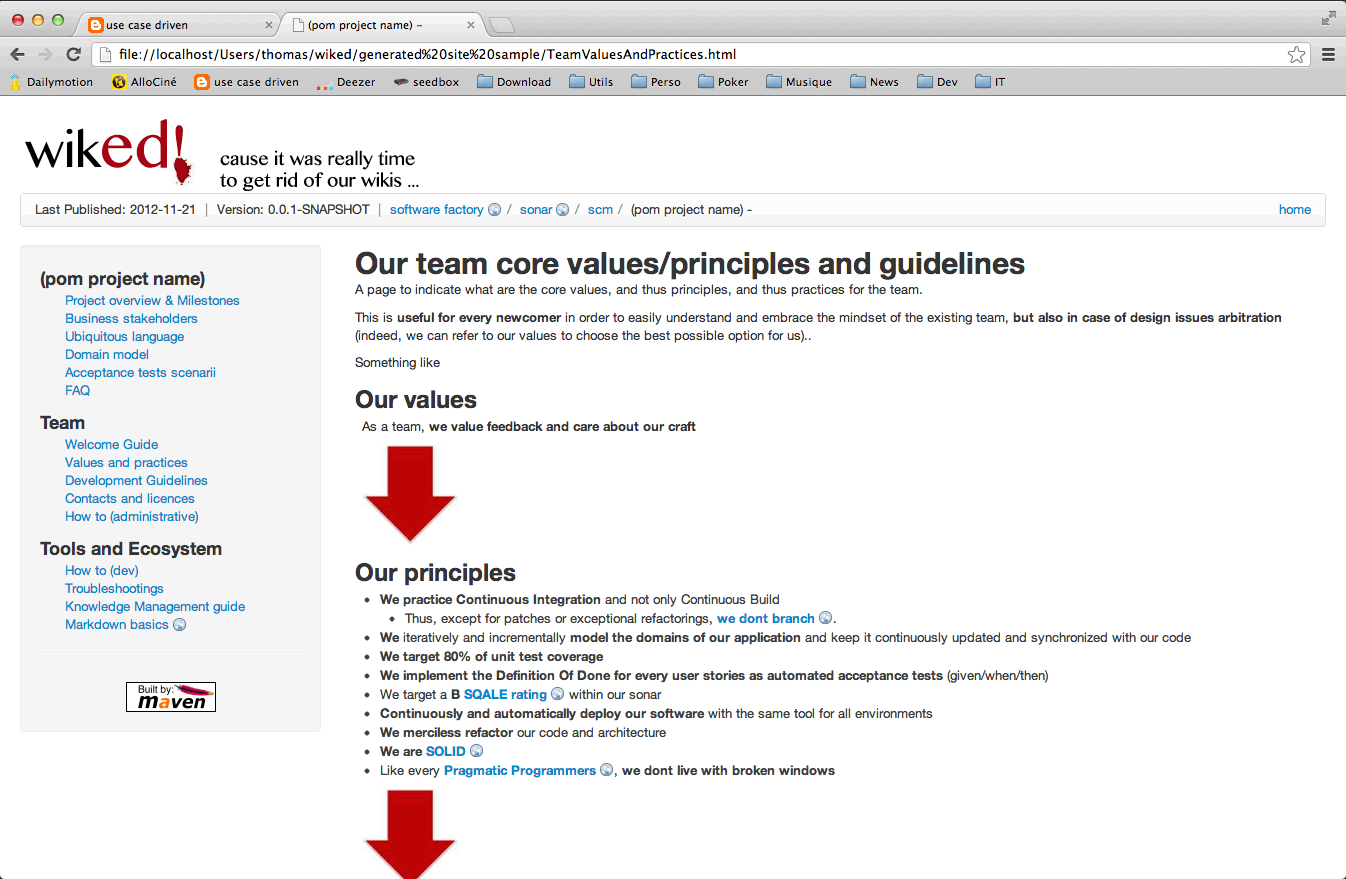 use case driven
(pom project name) –
file://localhost/Users/thomas/wiked/generated%20site%20sample/TeamValuesAndPractices.html
Dailymotion AlloCiné use case driven Deezer seedbox Download Utils Perso Poker Musique News Dev IT
wiked!
cause it was really time
to get rid of our wikis ...
Last Published: 2012-11-21 | Version: 0.0.1-SNAPSHOT | software factory / sonar / scm / (pom project name) - home
(pom project name)
Project overview & Milestones
Business stakeholders
Ubiquitous language
Domain model
Acceptance tests scenarii
FAQ
Team
Welcome Guide
Values and practices
Development Guidelines
Contacts and licences
How to (administrative)
Tools and Ecosystem
How to (dev)
Troubleshootings
Knowledge Management guide
Markdown basics
Built by:
maven
Our team core values/principles and guidelines
A page to indicate what are the core values, and thus principles, and thus practices for the team.
This is useful for every newcomer in order to easily understand and embrace the mindset of the existing team, but also in case of design issues arbitration
(indeed, we can refer to our values to choose the best possible option for us)..
Something like
Our values
As a team, we value feedback and care about our craft
Our principles
• We practice Continuous Integration and not only Continuous Build
• Thus, except for patches or exceptional refactorings, we dont branch .
• We iteratively and incrementally model the domains of our application and keep it continuously updated and synchronized with our code
• We target 80% of unit test coverage
• We implement the Definition Of Done for every user stories as automated acceptance tests (given/when/then)
• We target a B SQALE rating within our sonar
• Continuously and automatically deploy our software with the same tool for all environments
• We merciless refactor our code and architecture
• We are SOLID
• Like every Pragmatic Programmers , we dont live with broken windows